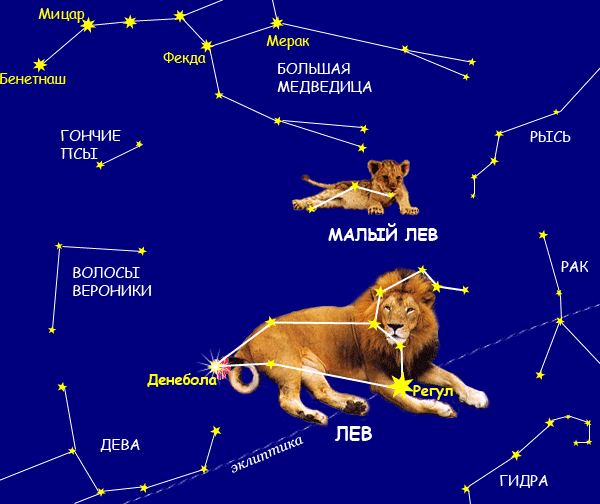 Мицар
Мерак
Фекда
Бенетнаш
БОЛЬШАЯ
МЕДВЕДИЦА
ГОНЧИЕ
ПСЫ
РЫСЬ
МАЛЫЙ ЛЕВ
ВОЛОСЫ
ВЕРОНИКИ
РАК
Денебола
Регул
ЛЕВ
ДЕВА
эклиптика
ГИДРА